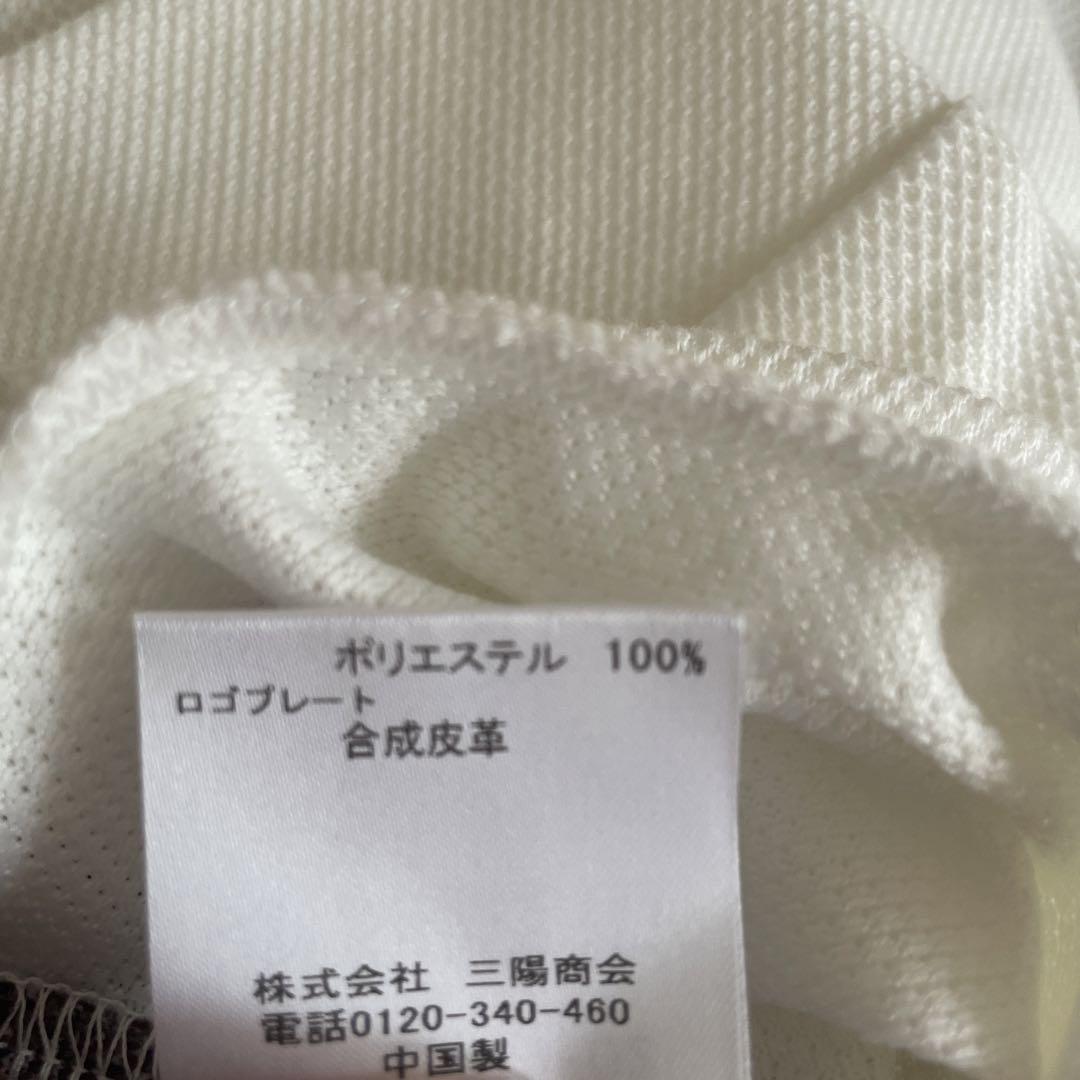 ポリエステル 100%
ロゴプレート
合成皮革
株式会社 三陽商会
電話0120-340-460
中国製